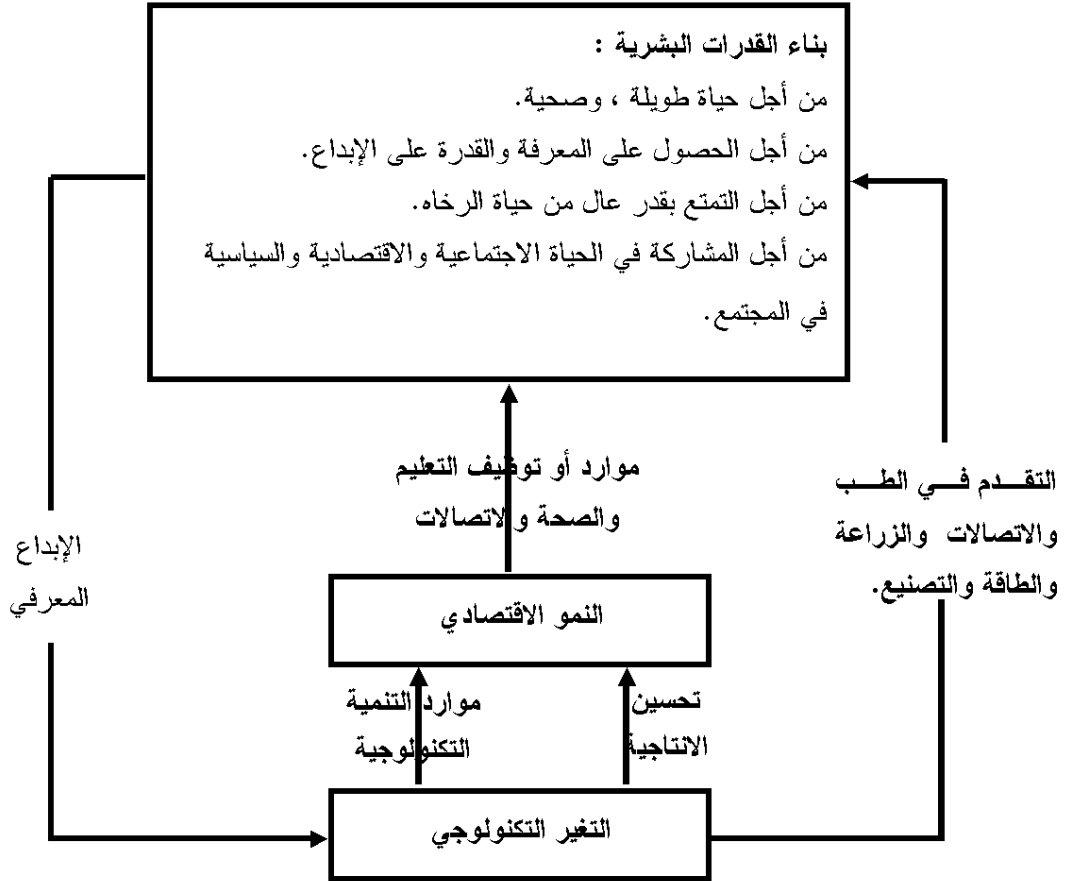 بناء القدرات البشرية :
من أجل حياة طويلة ، وصحية.
من أجل الحصول على المعرفة والقدرة على الإبداع.
من أجل التمتع بقدر عال من حياة الرخاه.
من أجل المشاركة في الحياة الاجتماعية والاقتصادية والسياسية
في المجتمع.
موارد أو توظيف التعليم
والصحة والاتصالات
التقدم في الطب
والاتصالات والزراعة
والطاقة والتصنيع.
الإبداع
المعرفي
النمو الاقتصادي
تحسين
الانتاجية
موارد التنمية
التكنولوجية
التغير التكنولوجي